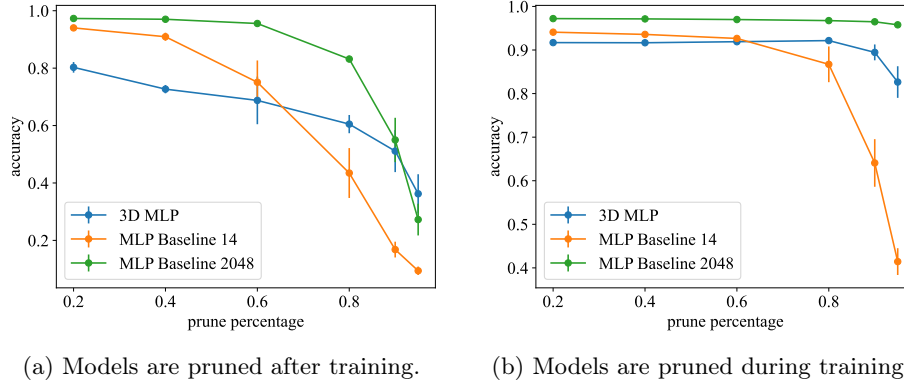 1.0
0.8
0.6
0.4
0.2
accuracy
3D MLP
MLP Baseline 14
MLP Baseline 2048
0.2 0.4 0.6 0.8
prune percentage
(a) Models are pruned after training.
1.0
0.9
0.8
0.7
0.6
0.5
0.4
accuracy
3D MLP
MLP Baseline 14
MLP Baseline 2048
0.2 0.4 0.6 0.8
prune percentage
(b) Models are pruned during training